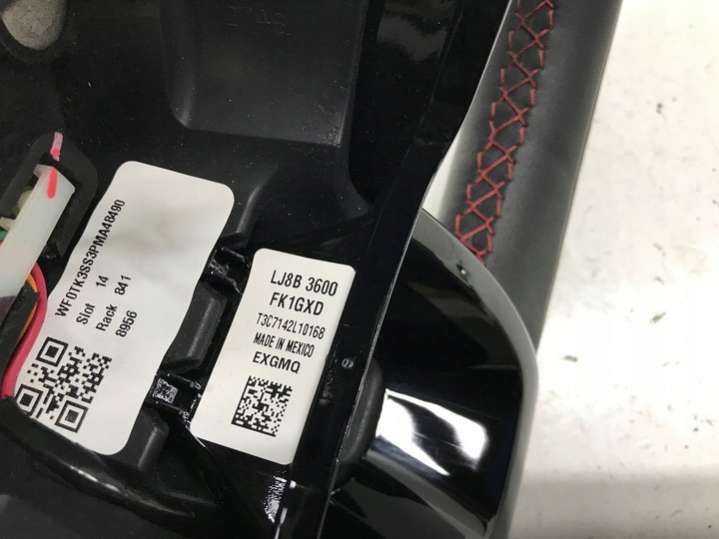 WF0TK3SS3PMA48490
Slot 14
Rack 841
8956
LJ8B 3600
FK1GXD
T3C7142L10168
MADE IN MEXICO
EXGMQ